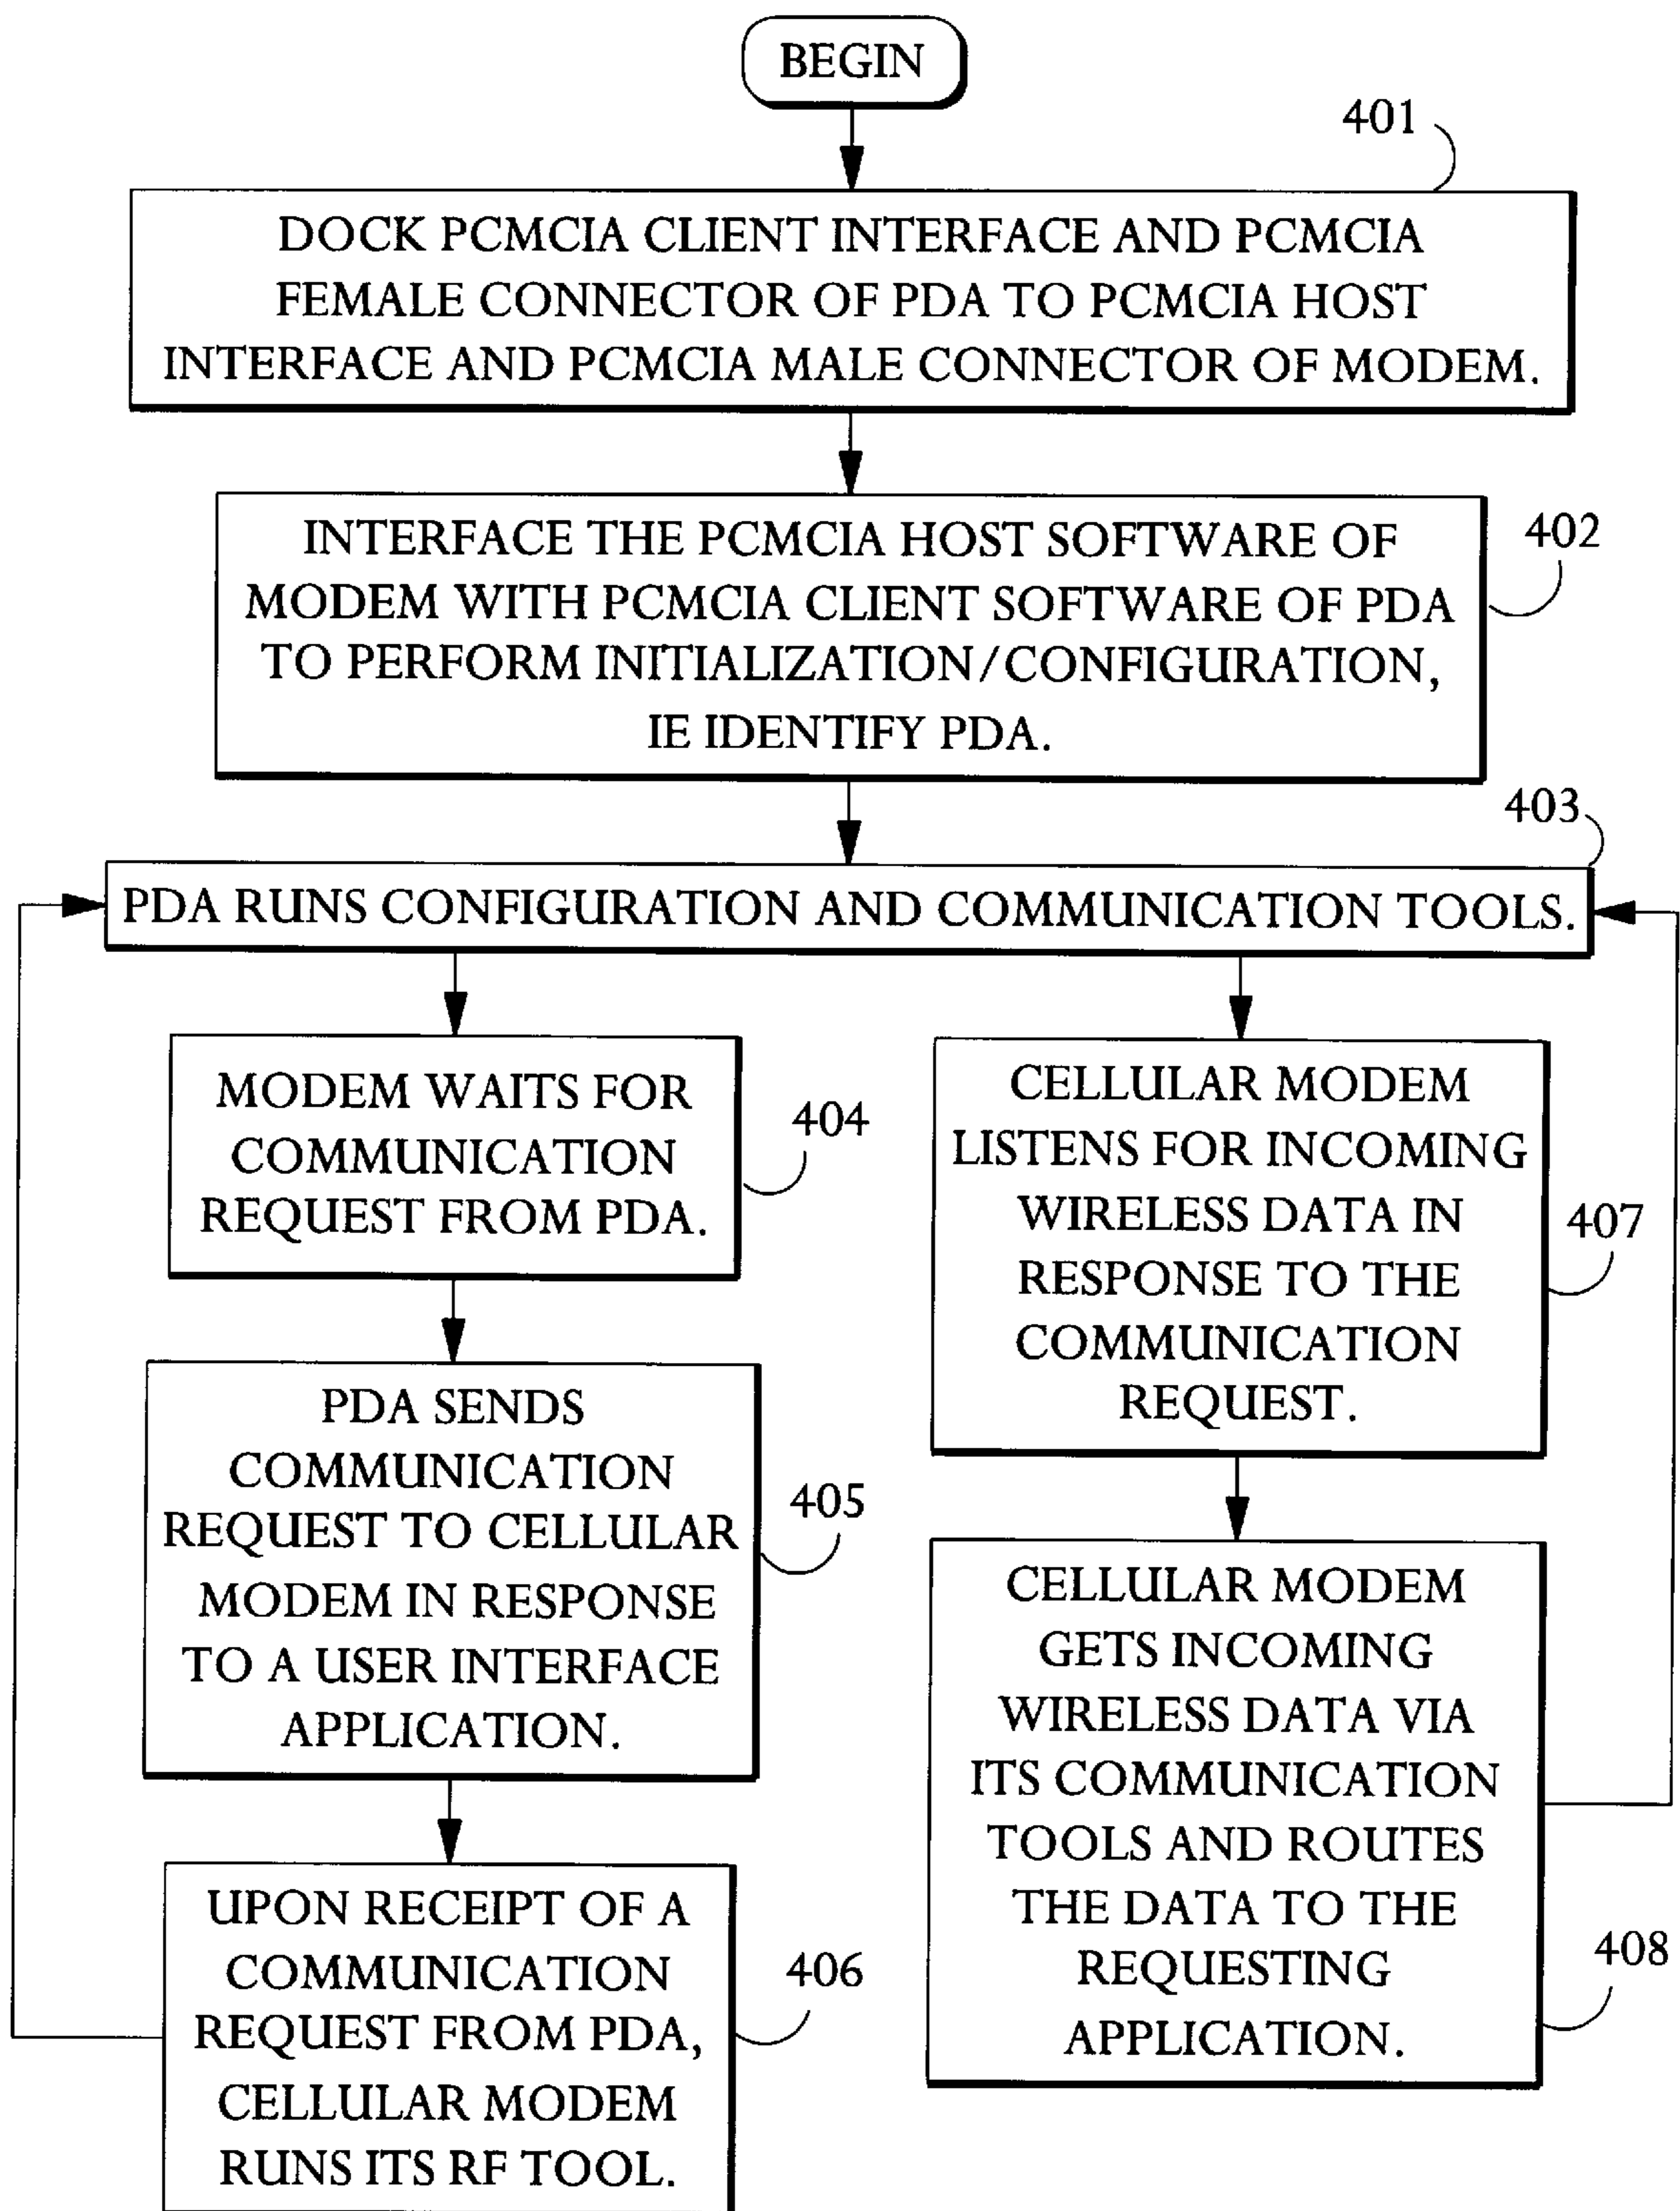 BEGIN
401
DOCK PCMCIA CLIENT INTERFACE AND PCMCIA
FEMALE CONNECTOR OF PDA TO PCMCIA HOST
INTERFACE AND PCMCIA MALE CONNECTOR OF MODEM.
INTERFACE THE PCMCIA HOST SOFTWARE OF
MODEM WITH PCMCIA CLIENT SOFTWARE OF PDA
TO PERFORM INITIALIZATION/CONFIGURATION,
IE IDENTIFY PDA.
402
403
PDA RUNS CONFIGURATION AND COMMUNICATION TOOLS.
MODEM WAITS FOR
COMMUNICATION
REQUEST FROM PDA.
404
PDA SENDS
COMMUNICATION
REQUEST TO CELLULAR
MODEM IN RESPONSE
TO A USER INTERFACE
APPLICATION.
405
UPON RECEIPT OF A
COMMUNICATION
REQUEST FROM PDA,
CELLULAR MODEM
RUNS ITS RF TOOL.
406
CELLULAR MODEM
LISTENS FOR INCOMING
WIRELESS DATA IN
RESPONSE TO THE
COMMUNICATION
REQUEST.
407
CELLULAR MODEM
GETS INCOMING
WIRELESS DATA VIA
ITS COMMUNICATION
TOOLS AND ROUTES
THE DATA TO THE
REQUESTING
APPLICATION.
408